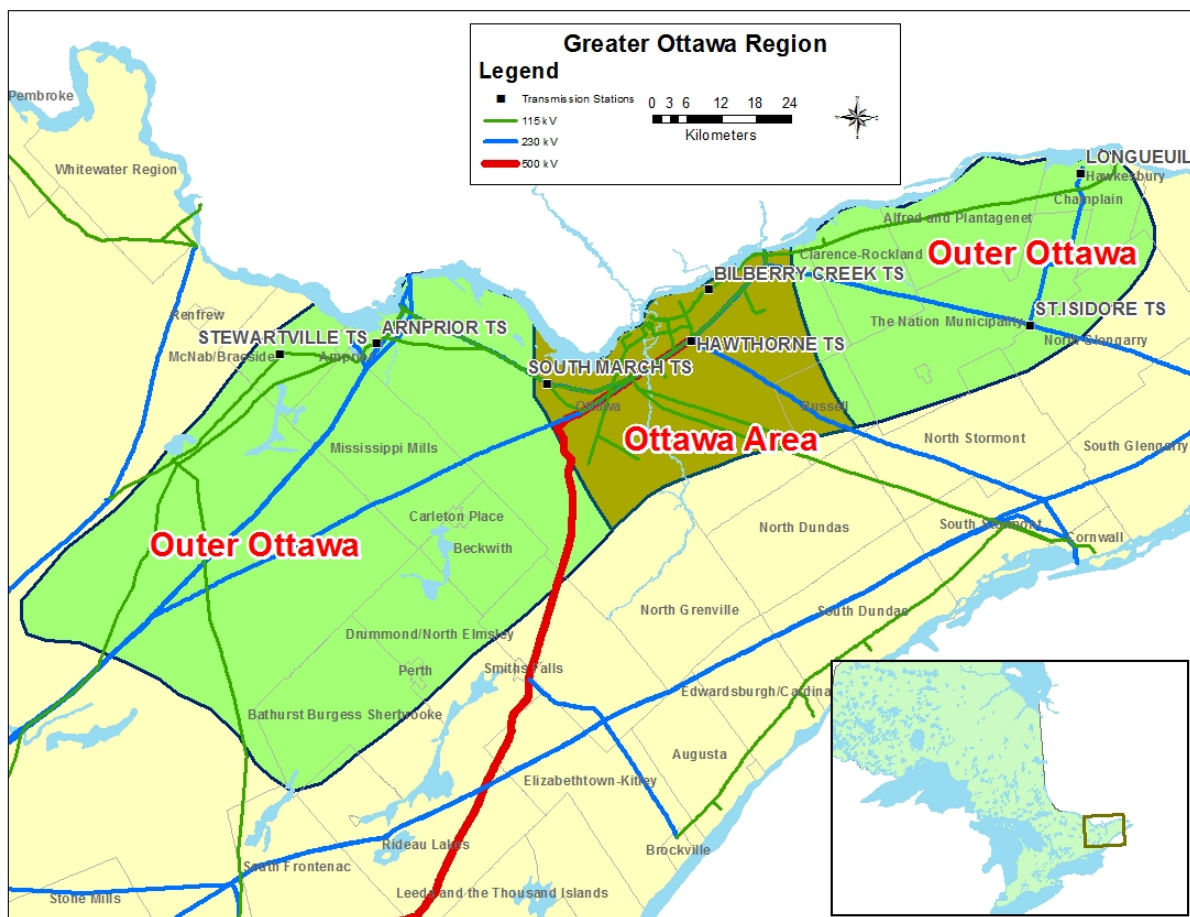 Greater Ottawa Region
Legend
Transmission Stations
115 kV
230 kV
500 kV
0 3 6 12 18 24
Kilometers
Pembroke
Whitewater Region
LONGUEUIL
Hawkesbury
Champlain
Alfred and Plantagenet
Outer Ottawa
Clarence-Rockland
BILBERRY CREEK TS
ST.ISIDORE TS
The Nation Municipality
North Glengarry
Renfrew
STEWARTVILLE TS
ARNPRIOR TS
McNab/Braeside
Arnprior
HAWTHORNE TS
SOUTH MARCH TS
Ottawa
Russell
Ottawa Area
North Stormont
South Glengarry
Mississippi Mills
Carleton Place
Beckwith
Outer Ottawa
North Dundas
South Stormont
Cornwall
North Grenville
South Dundas
Drummond/North Elmsley
Perth
Smiths Falls
Edwardsburgh/Cardina
Bathurst Burgess Sherbrooke
Augusta
Elizabethtown-Kitley
Brockville
Rideau Lakes
South Frontenac
Leeds and the Thousand Islands
Stone Mills